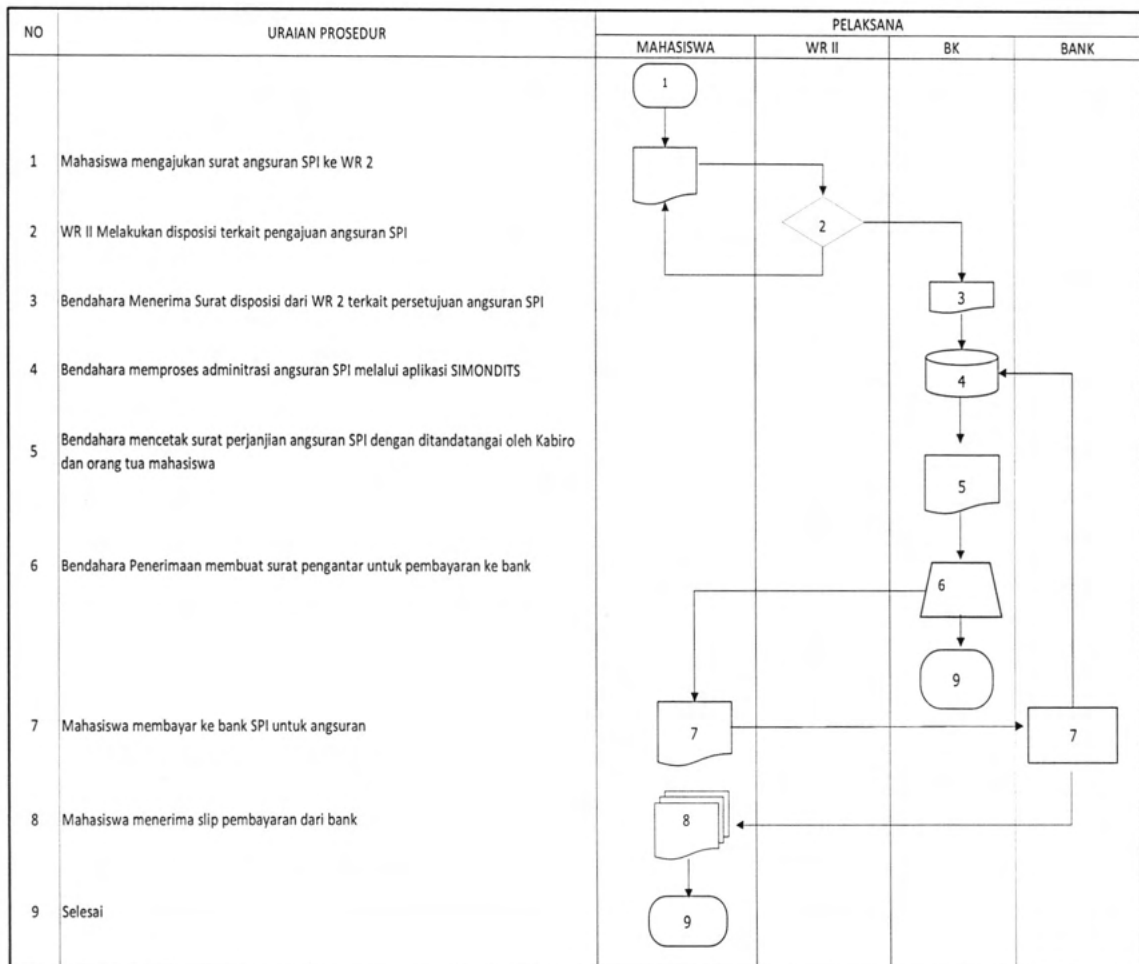 NO
URAIAN PROSEDUR
PELAKSANA
MAHASISWA
WR II
BK
BANK
1
1
Mahasiswa mengajukan surat angsuran SPI ke WR 2
2
WR II Melakukan disposisi terkait pengajuan angsuran SPI
2
3
Bendahara Menerima Surat disposisi dari WR 2 terkait persetujuan angsuran SPI
3
4
Bendahara memproses adminitrasi angsuran SPI melalui aplikasi SIMONDITS
4
5
Bendahara mencetak surat perjanjian angsuran SPI dengan ditandatangai oleh Kabiro
dan orang tua mahasiswa
5
6
Bendahara Penerimaan membuat surat pengantar untuk pembayaran ke bank
6
9
7
Mahasiswa membayar ke bank SPI untuk angsuran
7
7
8
Mahasiswa menerima slip pembayaran dari bank
8
9
Selesai
9